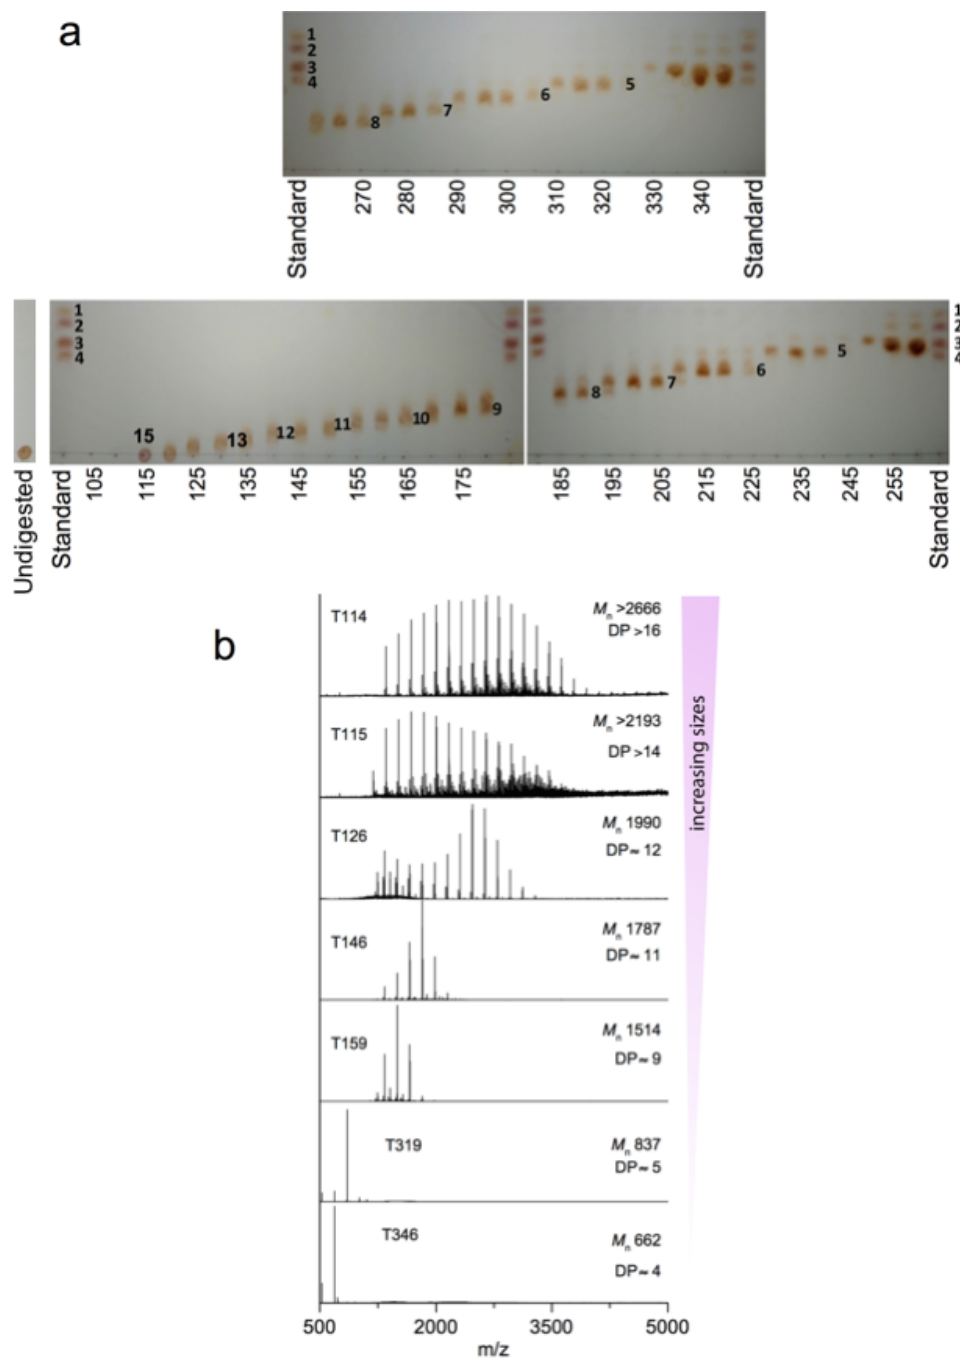 a
1
2
3
4
8
7
6
5
Standard
270
280
290
300
310
320
330
340
Standard
1
2
3
4
15
13
12
11
10
9
8
7
6
5
1
2
3
4
Undigested
Standard
105
115
125
135
145
155
165
175
185
195
205
215
225
235
245
255
Standard
b
T114
Mn >2666
DP >16
T115
Mn >2193
DP >14
T126
Mn 1990
DP≈ 12
T146
Mn 1787
DP≈ 11
T159
Mn 1514
DP≈ 9
T319
Mn 837
DP≈ 5
T346
Mn 662
DP≈ 4
increasing sizes
500
2000
3500
5000
m/z